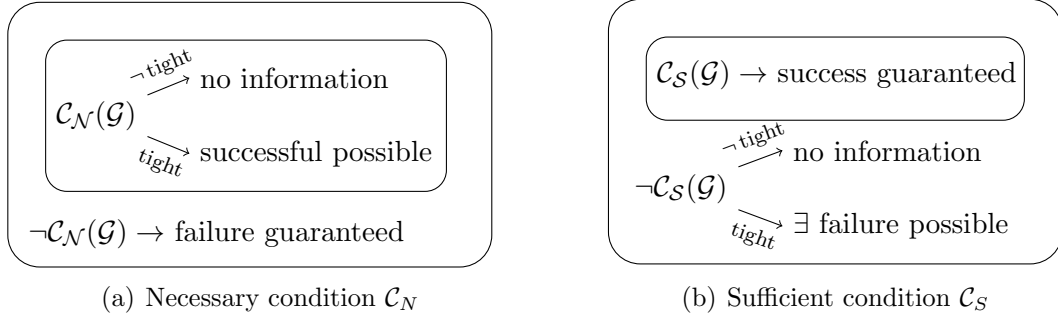 ¬ tight
no information
𝒞_𝒩(𝒢)
tight
successful possible
¬𝒞_𝒩(𝒢) → failure guaranteed
(a) Necessary condition 𝒞_N
𝒞_𝒮(𝒢) → success guaranteed
¬ tight
no information
¬𝒞_𝒮(𝒢)
tight
∃ failure possible
(b) Sufficient condition 𝒞_S